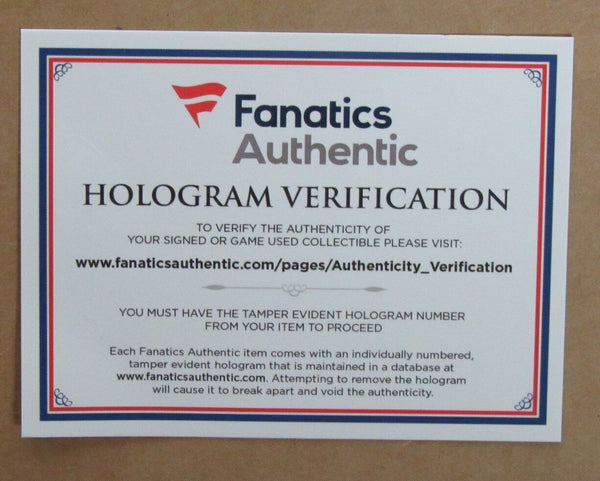 Fanatics
Authentic
HOLOGRAM VERIFICATION
TO VERIFY THE AUTHENTICITY OF
YOUR SIGNED OR GAME USED COLLECTIBLE PLEASE VISIT:
www.fanaticsauthentic.com/pages/Authenticity_Verification
YOU MUST HAVE THE TAMPER EVIDENT HOLOGRAM NUMBER
FROM YOUR ITEM TO PROCEED
Each Fanatics Authentic item comes with an individually numbered,
tamper evident hologram that is maintained in a database at
www.fanaticsauthentic.com. Attempting to remove the hologram
will cause it to break apart and void the authenticity.